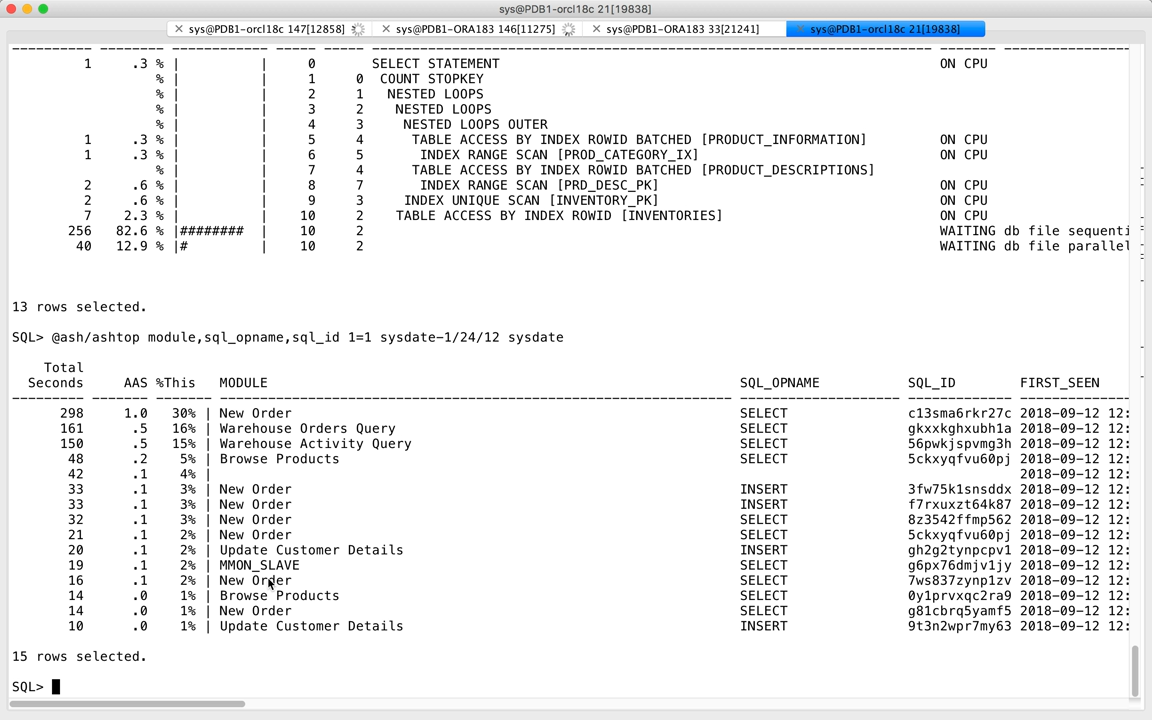 sys@PDB1-orcl18c 21[19838]
sys@PDB1-orcl18c 147[12858] sys@PDB1-ORA183 146[11275] sys@PDB1-ORA183 33[21241] sys@PDB1-orcl18c 21[19838]
---------- ------- ---------- ----- ----- ---------------------------------------------------------------------- ------------------------
1 .3 % | | 0 SELECT STATEMENT ON CPU
% | | 1 0 COUNT STOPKEY
% | | 2 1 NESTED LOOPS
% | | 3 2 NESTED LOOPS
% | | 4 3 NESTED LOOPS OUTER
1 .3 % | | 5 4 TABLE ACCESS BY INDEX ROWID BATCHED [PRODUCT_INFORMATION] ON CPU
1 .3 % | | 6 5 INDEX RANGE SCAN [PROD_CATEGORY_IX] ON CPU
% | | 7 4 TABLE ACCESS BY INDEX ROWID BATCHED [PRODUCT_DESCRIPTIONS]
2 .6 % | | 8 7 INDEX RANGE SCAN [PRD_DESC_PK] ON CPU
2 .6 % | | 9 3 INDEX UNIQUE SCAN [INVENTORY_PK] ON CPU
7 2.3 % | | 10 2 TABLE ACCESS BY INDEX ROWID [INVENTORIES] ON CPU
256 82.6 % |######## | 10 2 WAITING db file sequenti
40 12.9 % |# | 10 2 WAITING db file parallel
13 rows selected.
SQL> @ash/ashtop module,sql_opname,sql_id 1=1 sysdate-1/24/12 sysdate
Total
Seconds AAS %This MODULE SQL_OPNAME SQL_ID FIRST_SEEN
--------- ------- ------- ---------------------------------------------------------------- -------------------- ------------- --------------
298 1.0 30% | New Order SELECT c13sma6rkr27c 2018-09-12 12:
161 .5 16% | Warehouse Orders Query SELECT gkxxkghxubh1a 2018-09-12 12:
150 .5 15% | Warehouse Activity Query SELECT 56pwkjspvmg3h 2018-09-12 12:
48 .2 5% | Browse Products SELECT 5ckxyqfvu60pj 2018-09-12 12:
42 .1 4% | 2018-09-12 12:
33 .1 3% | New Order INSERT 3fw75k1snsddx 2018-09-12 12:
33 .1 3% | New Order INSERT f7rxuxzt64k87 2018-09-12 12:
32 .1 3% | New Order SELECT 8z3542ffmp562 2018-09-12 12:
21 .1 2% | New Order SELECT 5ckxyqfvu60pj 2018-09-12 12:
20 .1 2% | Update Customer Details INSERT gh2g2tynpcpv1 2018-09-12 12:
19 .1 2% | MMON_SLAVE SELECT g6px76dmjv1jy 2018-09-12 12:
16 .1 2% | New Order SELECT 7ws837zynp1zv 2018-09-12 12:
14 .0 1% | Browse Products SELECT 0y1prvxqc2ra9 2018-09-12 12:
14 .0 1% | New Order SELECT g81cbrq5yamf5 2018-09-12 12:
10 .0 1% | Update Customer Details INSERT 9t3n2wpr7my63 2018-09-12 12:
15 rows selected.
SQL>